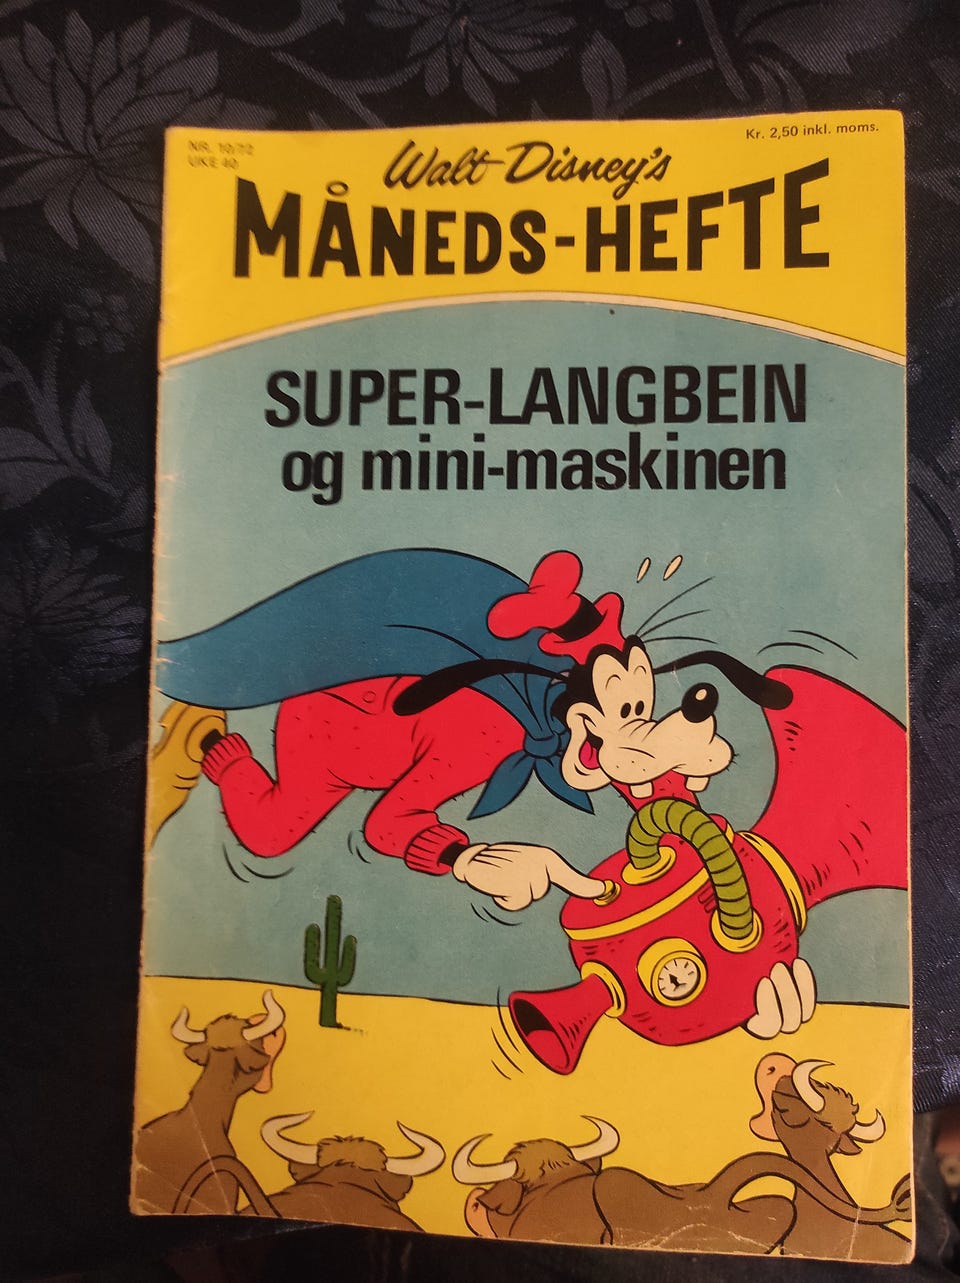 NR. 10/72
UKE 40
Kr. 2,50 inkl. moms.
Walt Disney's
MÅNEDS-HEFTE
SUPER-LANGBEIN
og mini-maskinen